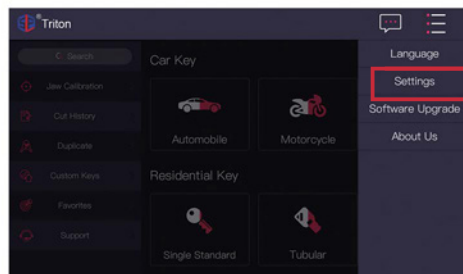 ® Triton
Search
Jaw Calibration
Cut History
Duplicate
Custom Keys
Favorites
Support
Car Key
Automobile
Motorcycle
Residential Key
Single Standard
Tubular
Language
Settings
Software Upgrade
About Us